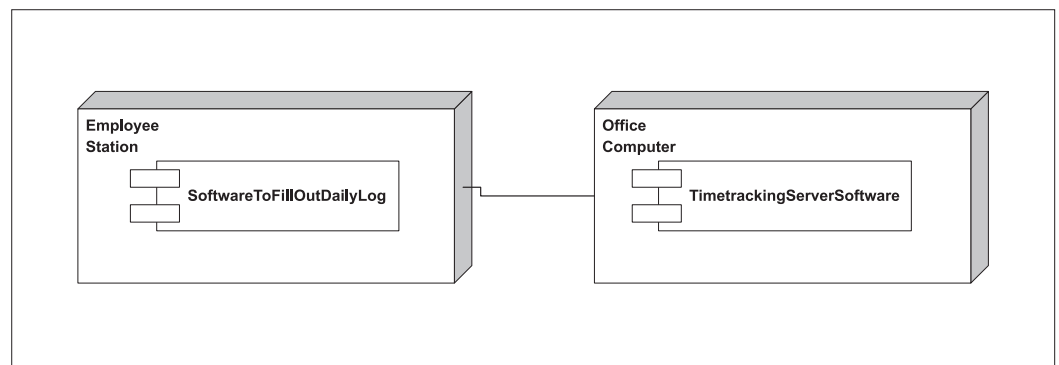 Employee
Station
SoftwareToFillOutDailyLog
Office
Computer
TimetrackingServerSoftware